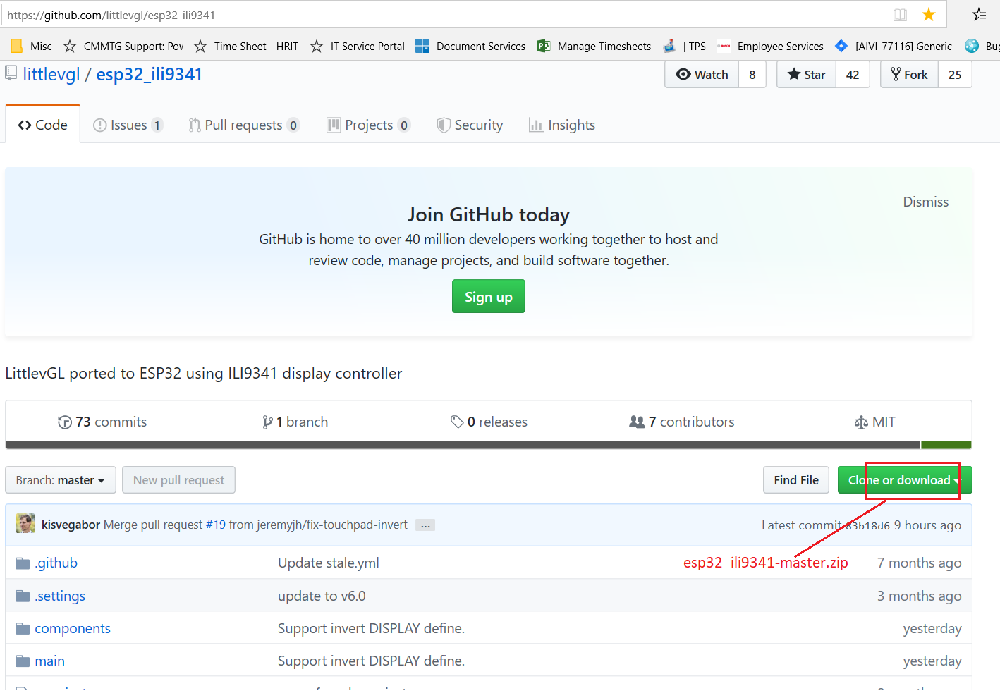 https://github.com/littlevgl/esp32_ili9341
Misc CMMTG Support: Pov Time Sheet - HRIT IT Service Portal Document Services Manage Timesheets | TPS Employee Services [AIVI-77116] Generic Bug
littlevgl / esp32_ili9341 Watch 8 Star 42 Fork 25
Code Issues 1 Pull requests 0 Projects 0 Security Insights
Dismiss
Join GitHub today
GitHub is home to over 40 million developers working together to host and
review code, manage projects, and build software together.
Sign up
LittlevGL ported to ESP32 using ILI9341 display controller
73 commits 1 branch 0 releases 7 contributors MIT
Branch: master New pull request Find File Clone or download
kisvegabor Merge pull request #19 from jeremyjh/fix-touchpad-invert ... Latest commit 83b18d6 9 hours ago
.github Update stale.yml esp32_ili9341-master.zip 7 months ago
.settings update to v6.0 3 months ago
components Support invert DISPLAY define. yesterday
main Support invert DISPLAY define. yesterday